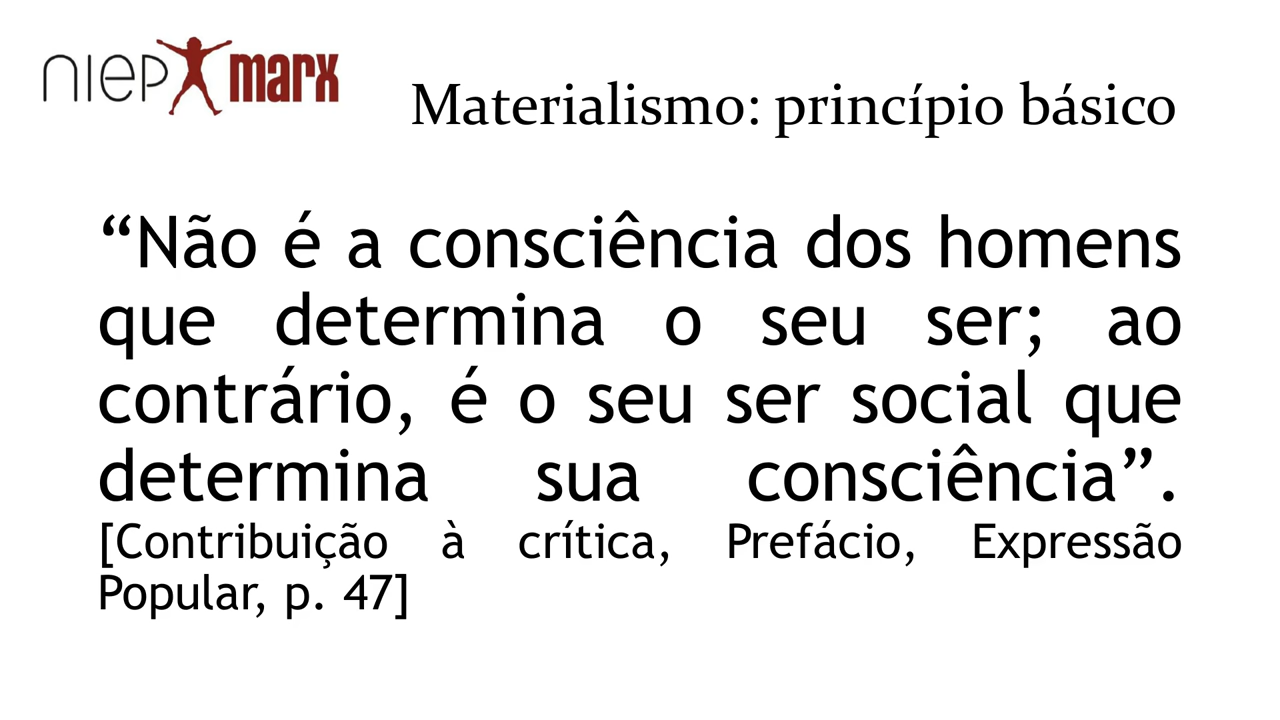 NIEP marx
Materialismo: princípio básico
“Não é a consciência dos homens
que determina o seu ser; ao
contrário, é o seu ser social que
determina sua consciência”.
[Contribuição à crítica, Prefácio, Expressão
Popular, p. 47]